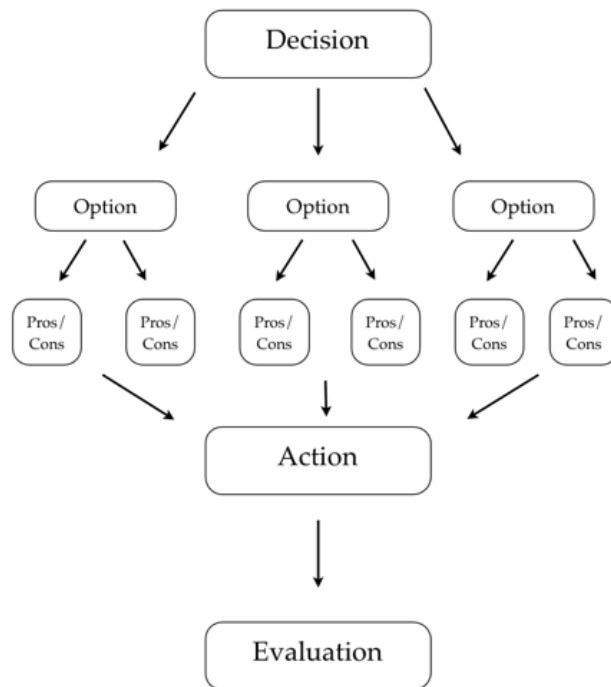 Decision
Option
Option
Option
Pros/
Cons
Pros/
Cons
Pros/
Cons
Pros/
Cons
Pros/
Cons
Pros/
Cons
Action
Evaluation